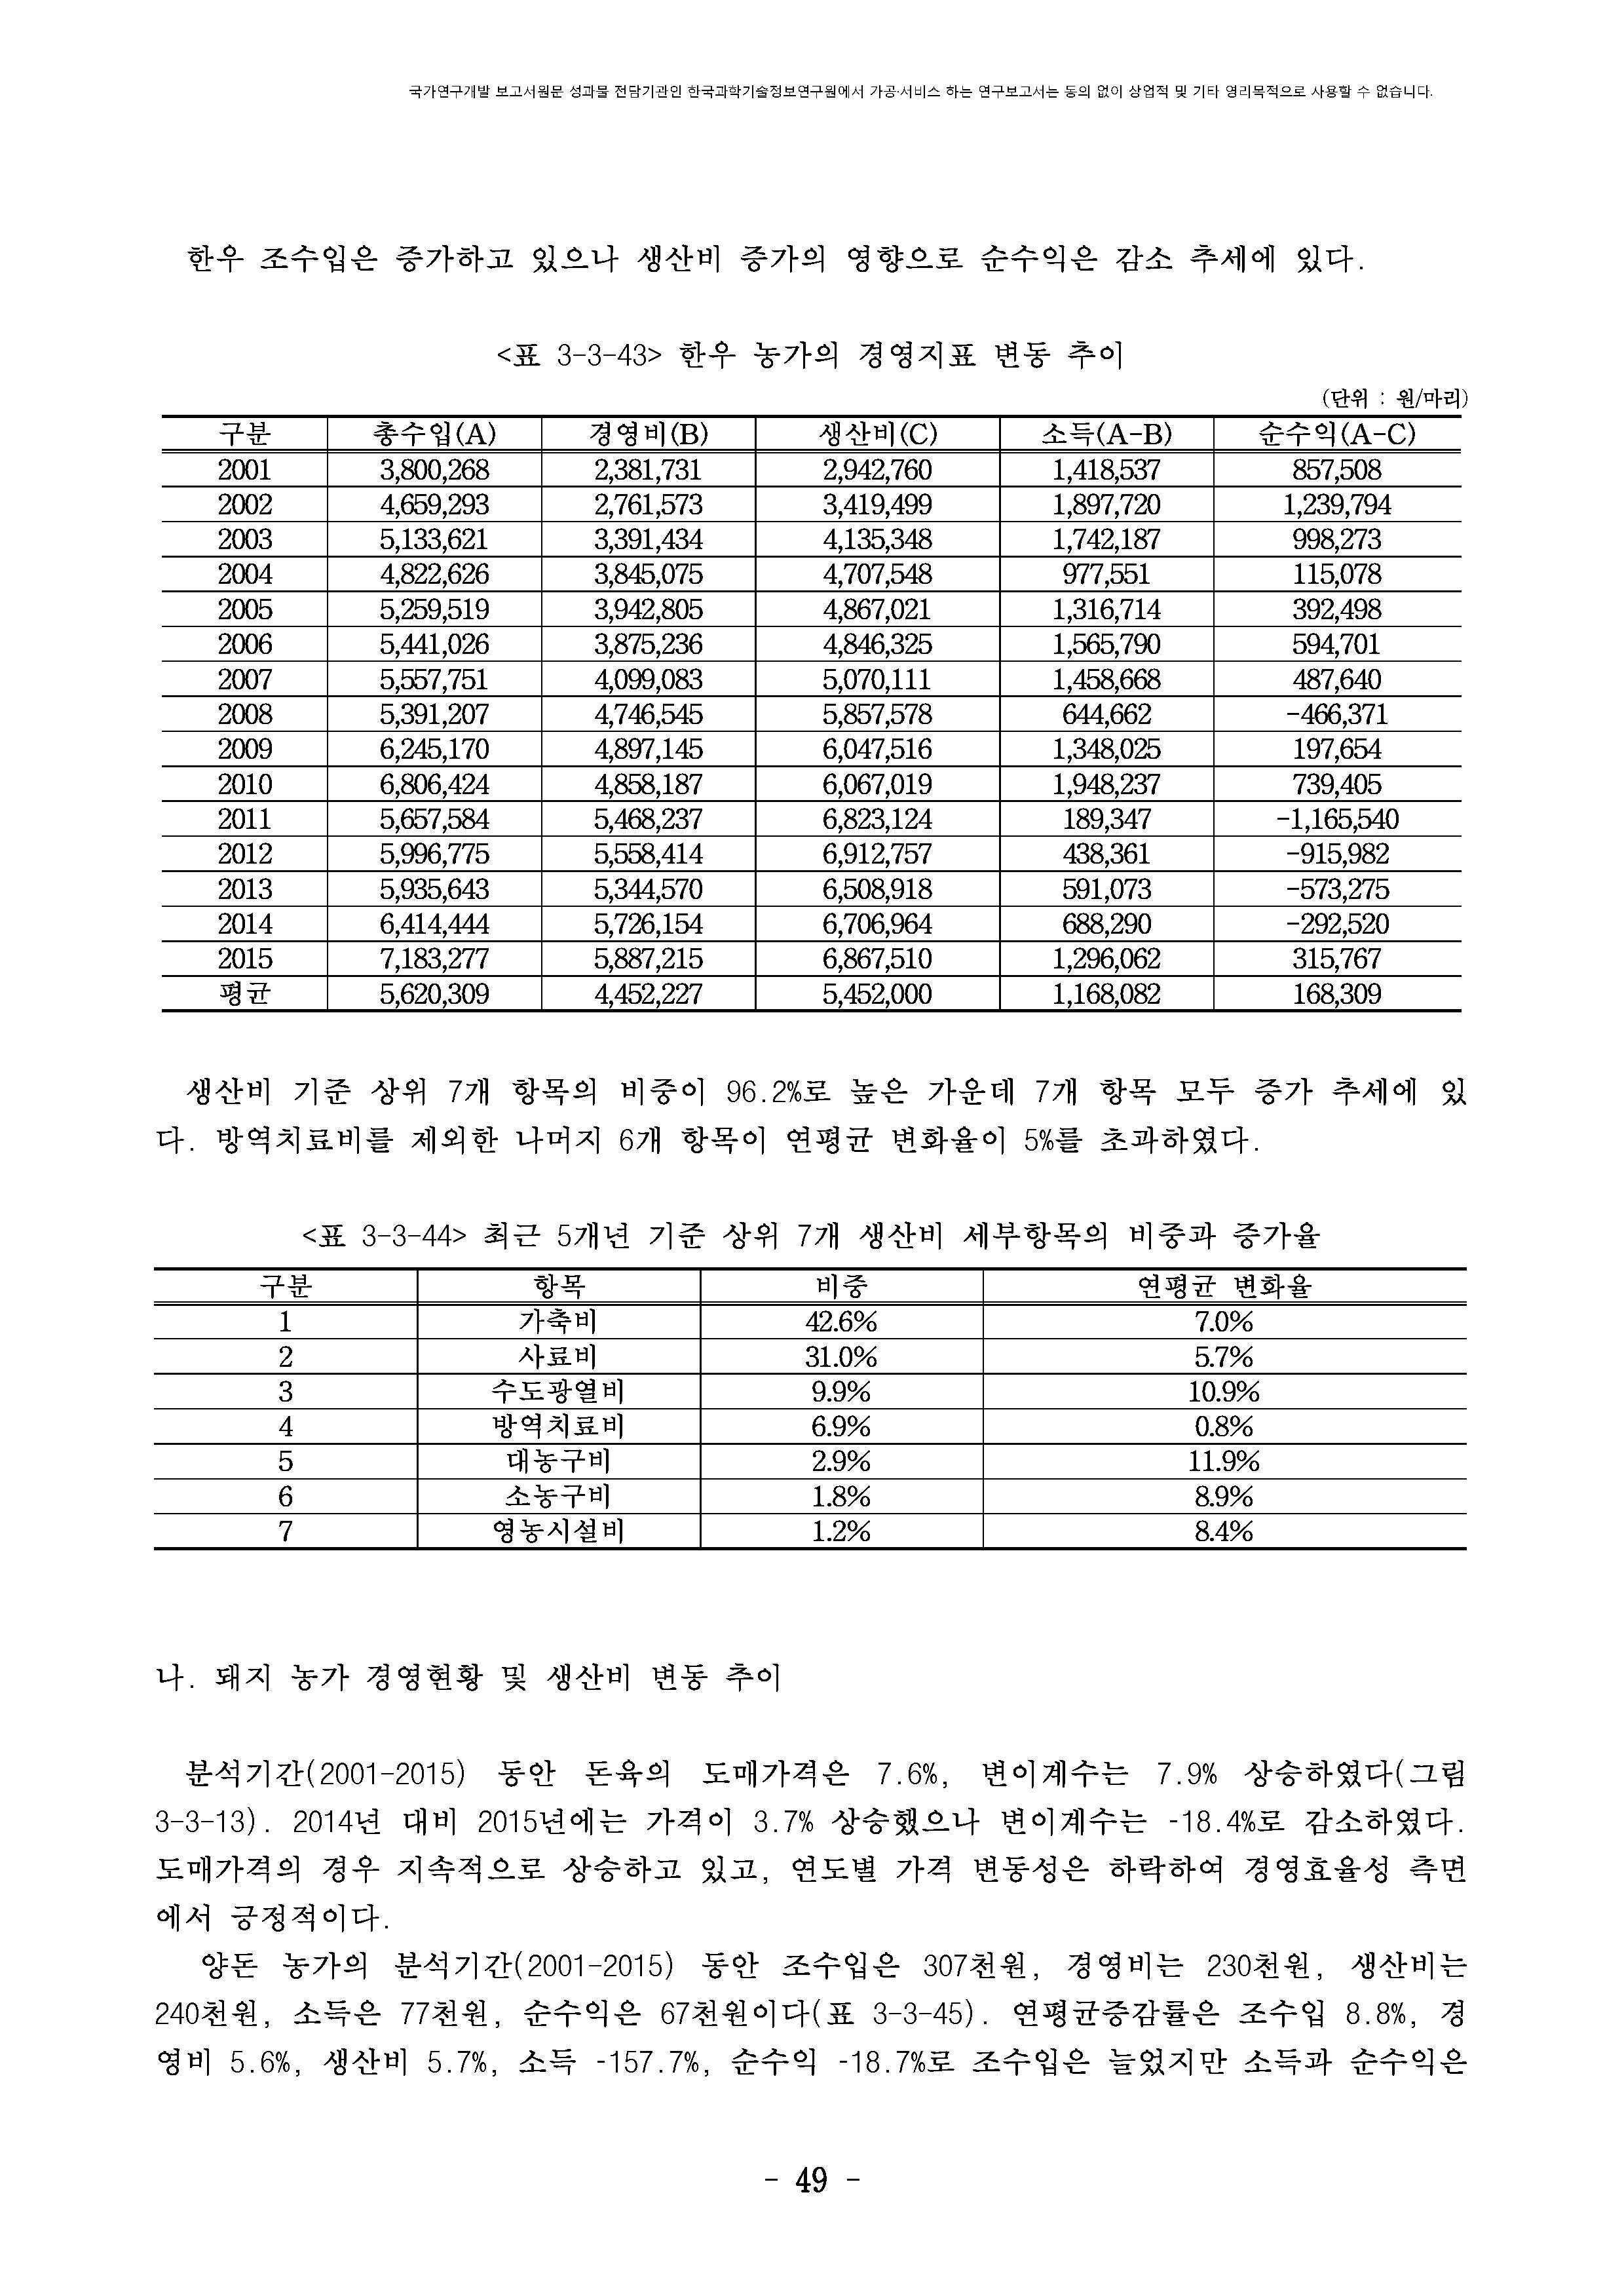 국가연구개발 보고서원문 성과물 전담기관인 한국과학기술정보연구원에서 가공·서비스 하는 연구보고서는 동의 없이 상업적 및 기타 영리목적으로 사용할 수 없습니다.
한우 조수입은 증가하고 있으나 생산비 증가의 영향으로 순수익은 감소 추세에 있다.
<표 3-3-43> 한우 농가의 경영지표 변동 추이
(단위 : 원/마리)
구분 총수입(A) 경영비(B) 생산비(C) 소득(A-B) 순수익(A-C)
2001 3,800,268 2,381,731 2,942,760 1,418,537 857,508
2002 4,659,293 2,761,573 3,419,499 1,897,720 1,239,794
2003 5,133,621 3,391,434 4,135,348 1,742,187 998,273
2004 4,822,626 3,845,075 4,707,548 977,551 115,078
2005 5,259,519 3,942,805 4,867,021 1,316,714 392,498
2006 5,441,026 3,875,236 4,846,325 1,565,790 594,701
2007 5,557,751 4,099,083 5,070,111 1,458,668 487,640
2008 5,391,207 4,746,545 5,857,578 644,662 -466,371
2009 6,245,170 4,897,145 6,047,516 1,348,025 197,654
2010 6,806,424 4,858,187 6,067,019 1,948,237 739,405
2011 5,657,584 5,468,237 6,823,124 189,347 -1,165,540
2012 5,996,775 5,558,414 6,912,757 438,361 -915,982
2013 5,935,643 5,344,570 6,508,918 591,073 -573,275
2014 6,414,444 5,726,154 6,706,964 688,290 -292,520
2015 7,183,277 5,887,215 6,867,510 1,296,062 315,767
평균 5,620,309 4,452,227 5,452,000 1,168,082 168,309
생산비 기준 상위 7개 항목의 비중이 96.2%로 높은 가운데 7개 항목 모두 증가 추세에 있
다. 방역치료비를 제외한 나머지 6개 항목이 연평균 변화율이 5%를 초과하였다.
<표 3-3-44> 최근 5개년 기준 상위 7개 생산비 세부항목의 비중과 증가율
구분 항목 비중 연평균 변화율
1 가축비 42.6% 7.0%
2 사료비 31.0% 5.7%
3 수도광열비 9.9% 10.9%
4 방역치료비 6.9% 0.8%
5 대농구비 2.9% 11.9%
6 소농구비 1.8% 8.9%
7 영농시설비 1.2% 8.4%
나. 돼지 농가 경영현황 및 생산비 변동 추이
분석기간(2001-2015) 동안 돈육의 도매가격은 7.6%, 변이계수는 7.9% 상승하였다(그림
3-3-13). 2014년 대비 2015년에는 가격이 3.7% 상승했으나 변이계수는 -18.4%로 감소하였다.
도매가격의 경우 지속적으로 상승하고 있고, 연도별 가격 변동성은 하락하여 경영효율성 측면
에서 긍정적이다.
양돈 농가의 분석기간(2001-2015) 동안 조수입은 307천원, 경영비는 230천원, 생산비는
240천원, 소득은 77천원, 순수익은 67천원이다(표 3-3-45). 연평균증감률은 조수입 8.8%, 경
영비 5.6%, 생산비 5.7%, 소득 -157.7%, 순수익 -18.7%로 조수입은 늘었지만 소득과 순수익은
- 49 -